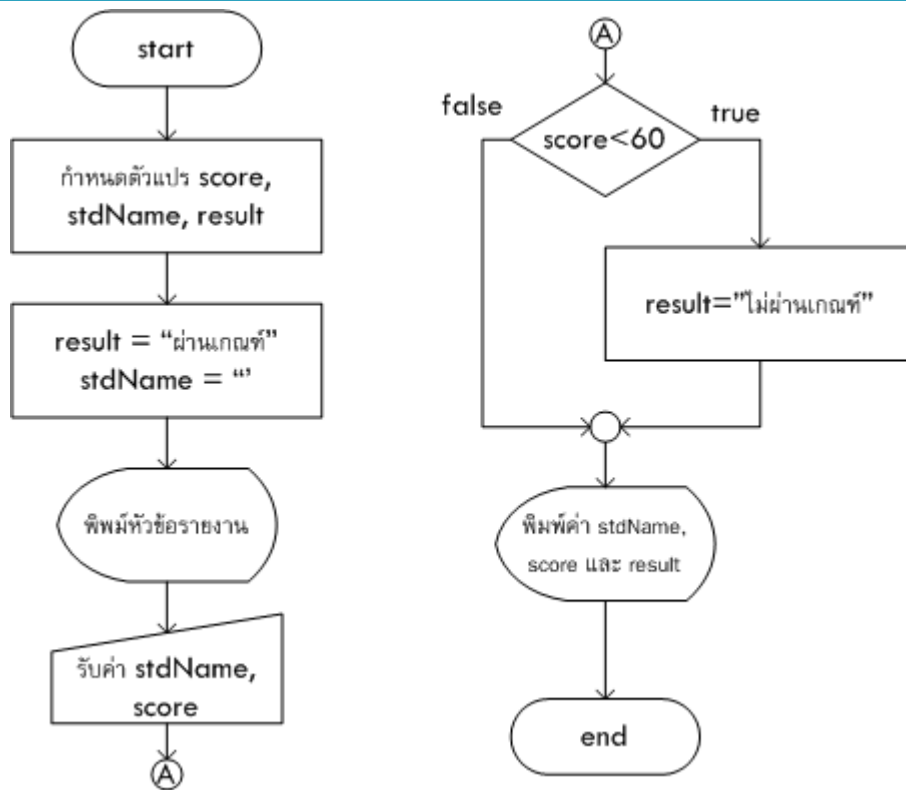 start
กำหนดตัวแปร score,
stdName, result
result = “ผ่านเกณฑ์”
stdName = “’
พิพม์หัวข้อรายงาน
รับค่า stdName,
score
A
A
false
true
score<60
result=”ไม่ผ่านเกณฑ์”
พิมพ์ค่า stdName,
score และ result
end